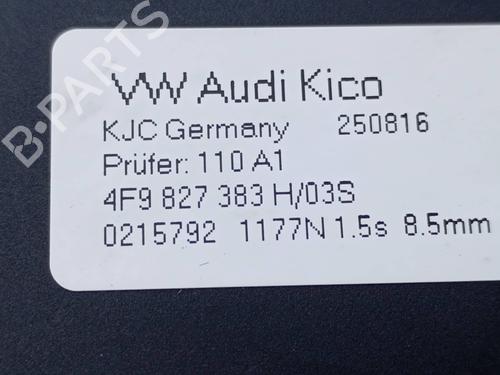 VW Audi Kico
KJC Germany 250816
Prüfer: 110 A1
4F9 827 383 H/03S
0215792 1177N 1.5s 8.5mm
B-PARTS